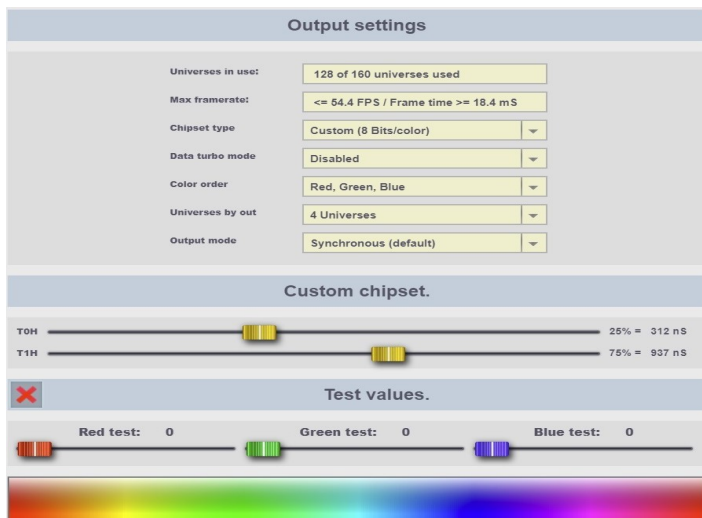 Output settings
Universes in use: 128 of 160 universes used
Max framerate: <= 54.4 FPS / Frame time >= 18.4 mS
Chipset type Custom (8 Bits/color)
Data turbo mode Disabled
Color order Red, Green, Blue
Universes by out 4 Universes
Output mode Synchronous (default)
Custom chipset.
T0H 25% = 312 nS
T1H 75% = 937 nS
Test values.
Red test: 0 Green test: 0 Blue test: 0